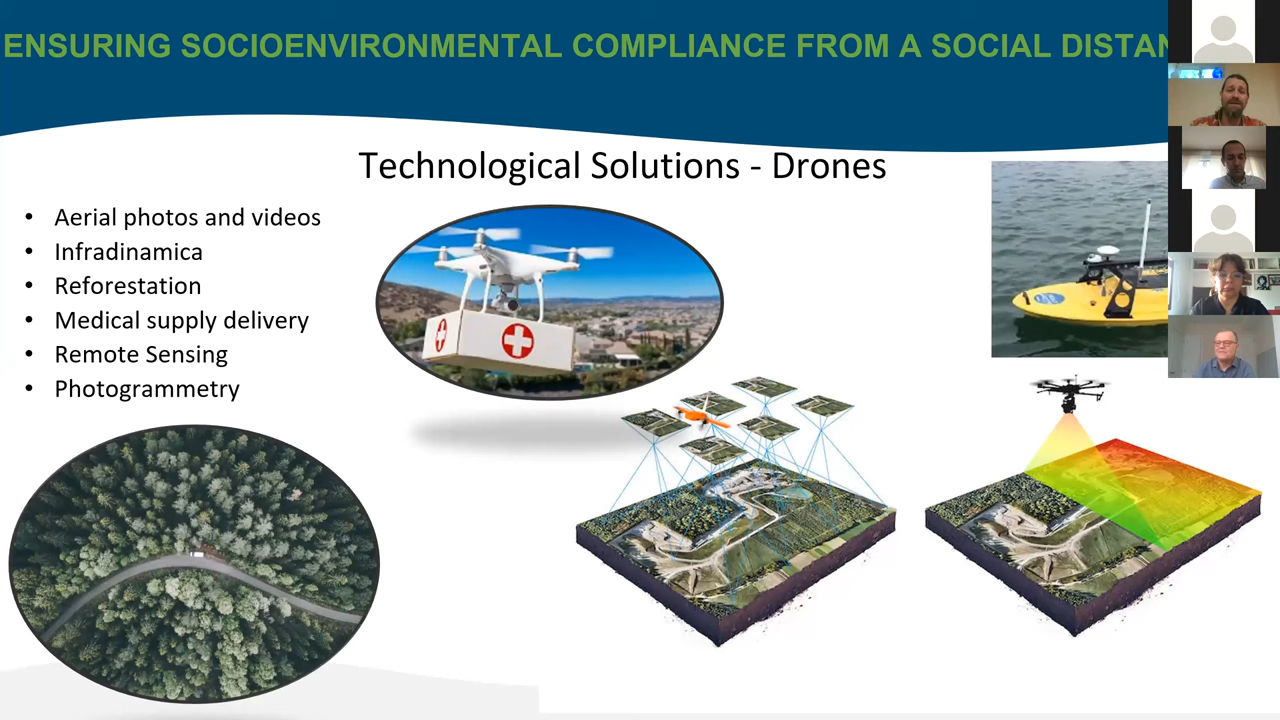 ENSURING SOCIOENVIRONMENTAL COMPLIANCE FROM A SOCIAL DISTAN
Technological Solutions - Drones
• Aerial photos and videos
• Infradinamica
• Reforestation
• Medical supply delivery
• Remote Sensing
• Photogrammetry